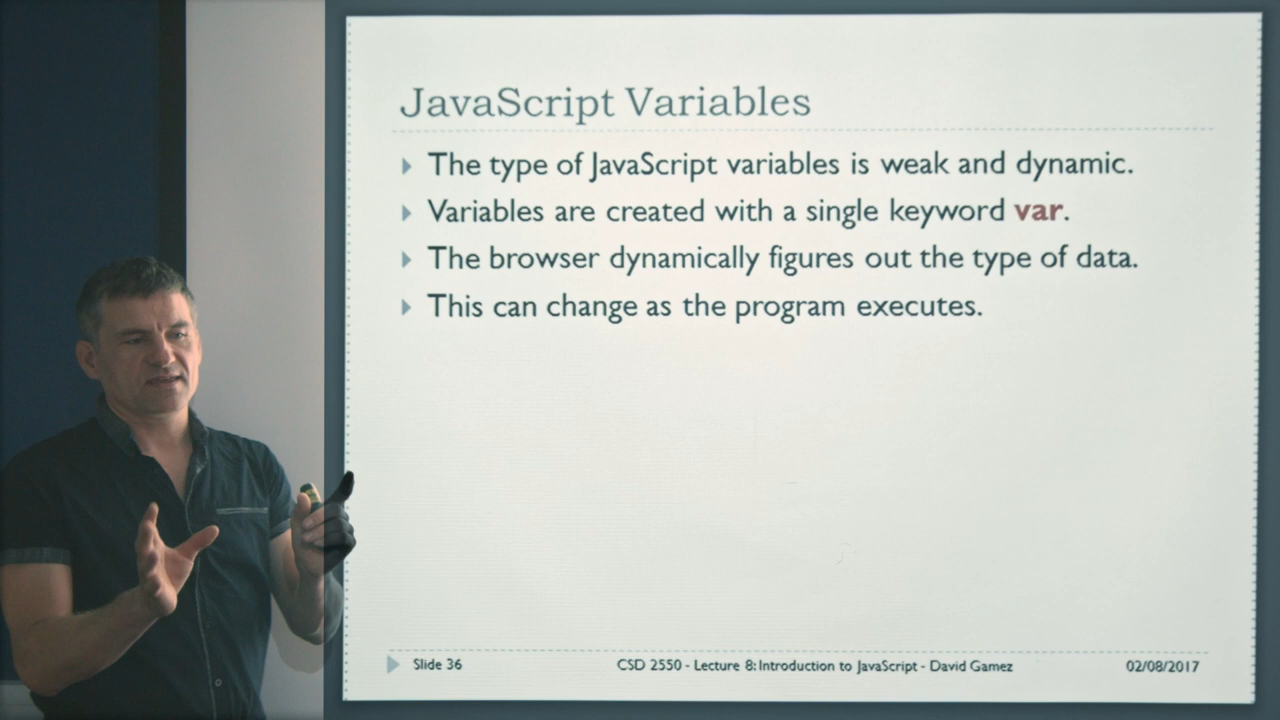 JavaScript Variables
The type of JavaScript variables is weak and dynamic.
Variables are created with a single keyword var.
The browser dynamically figures out the type of data.
This can change as the program executes.
Slide 36
CSD 2550 - Lecture 8: Introduction to JavaScript - David Gamez
02/08/2017